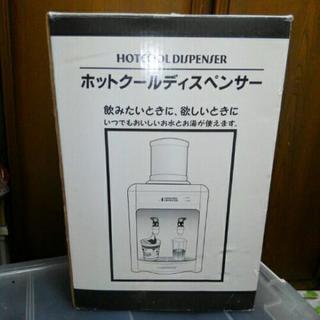 HOTCOOL DISPENSER
ホットクールディスペンサー
飲みたいときに、欲しいときに
いつでもおいしいお水とお湯が使えます。